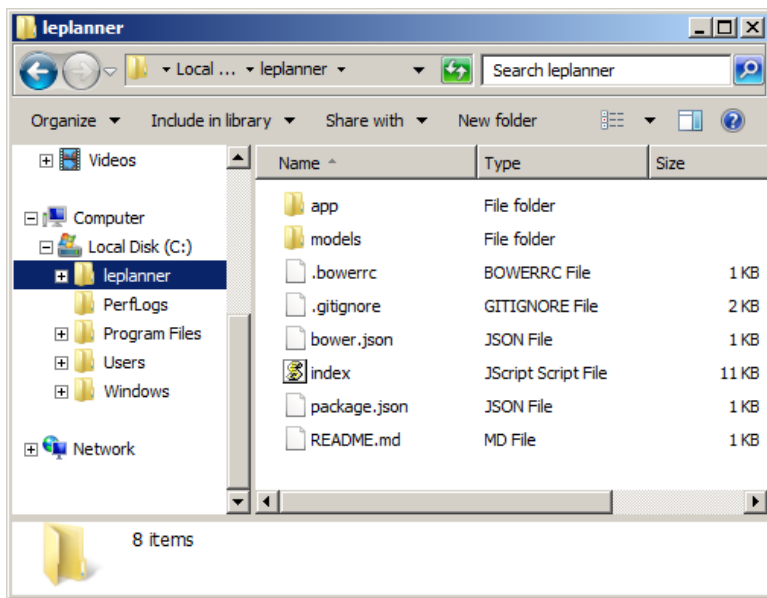 leplanner
Local ... leplanner Search leplanner
Organize Include in library Share with New folder
Videos
Computer
Local Disk (C:)
leplanner
PerfLogs
Program Files
Users
Windows
Network
Name Type Size
app File folder
models File folder
.bowerrc BOWERRC File 1 KB
.gitignore GITIGNORE File 2 KB
bower.json JSON File 1 KB
index JScript Script File 11 KB
package.json JSON File 1 KB
README.md MD File 1 KB
8 items